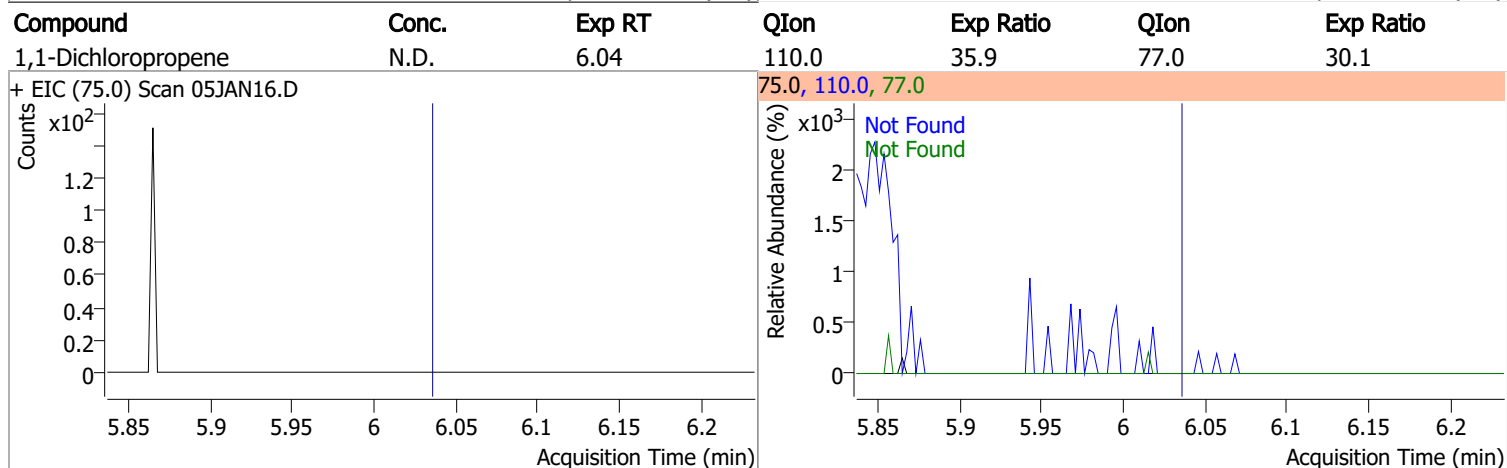 Compound Conc. Exp RT QIon Exp Ratio QIon Exp Ratio
1,1-Dichloropropene N.D. 6.04 110.0 35.9 77.0 30.1
+ EIC (75.0) Scan 05JAN16.D
Counts
x10²
1.2
1
0.8
0.6
0.4
0.2
0
5.85 5.9 5.95 6 6.05 6.1 6.15 6.2
Acquisition Time (min)
75.0, 110.0, 77.0
Relative Abundance (%)
x10³
Not Found
Not Found
2
1.5
1
0.5
0
5.85 5.9 5.95 6 6.05 6.1 6.15 6.2
Acquisition Time (min)